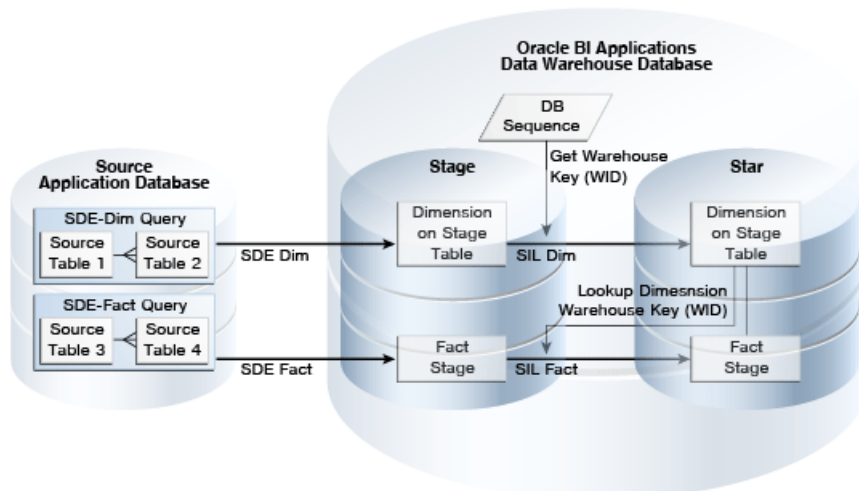 Oracle BI Applications
Data Warehouse Database
DB
Sequence
Get Warehouse
Key (WID)
Source
Application Database
SDE-Dim Query
Source
Table 1
Source
Table 2
SDE Dim
SDE-Fact Query
Source
Table 3
Source
Table 4
SDE Fact
Stage
Dimension
on Stage
Table
SIL Dim
Star
Dimension
on Stage
Table
Lookup Dimesnsion
Warehouse Key (WID)
Fact
Stage
SIL Fact
Fact
Stage